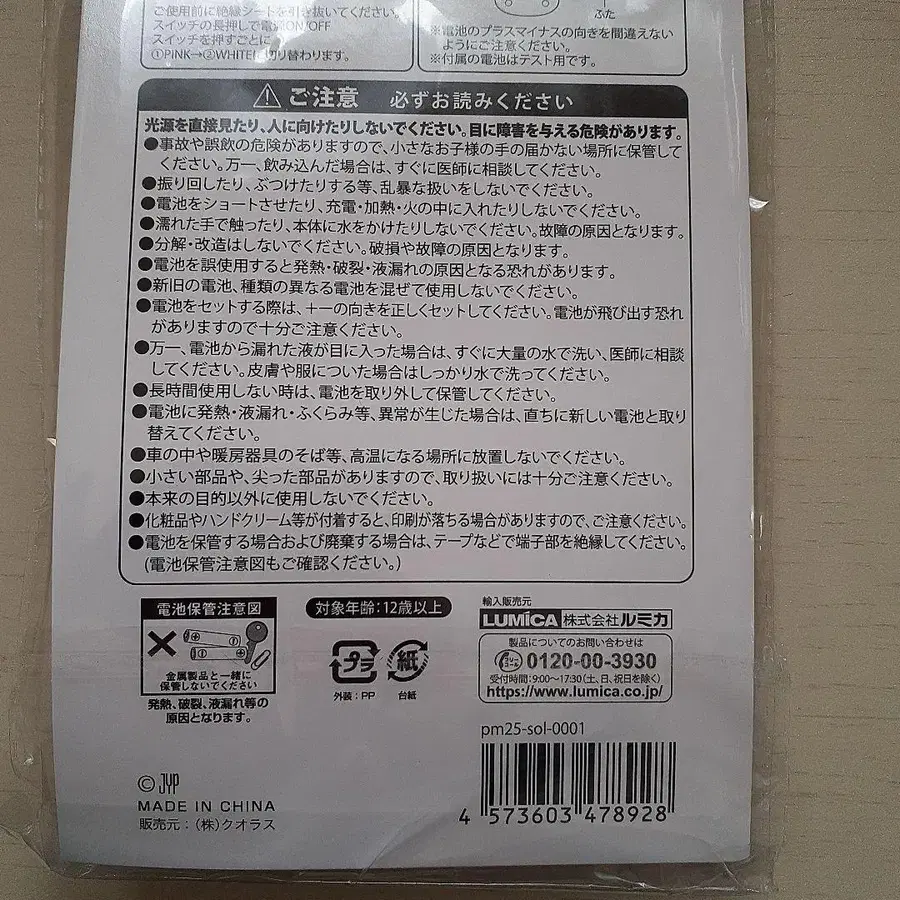 ご使用前に絶縁シートを引き抜いてください。
スイッチの長押しで電源ON/OFF
スイッチを押すごとに
①PINK→②WHITEに切り替わります。
ふた
※電池のプラスマイナスの向きを間違えない
ようにご注意ください。
※付属の電池はテスト用です。
ご注意 必ずお読みください
光源を直接見たり、人に向けたりしないでください。目に障害を与える危険があります。
●事故や誤飲の危険がありますので、小さなお子様の手の届かない場所に保管して
ください。万一、飲み込んだ場合は、すぐに医師に相談してください。
●振り回したり、ぶつけたりする等、乱暴な扱いをしないでください。
●電池をショートさせたり、充電・加熱・火の中に入れたりしないでください。
●濡れた手で触ったり、本体に水をかけたりしないでください。故障の原因となります。
●分解・改造はしないでください。破損や故障の原因となります。
●電池を誤使用すると発熱・破裂・液漏れの原因となる恐れがあります。
●新旧の電池、種類の異なる電池を混ぜて使用しないでください。
●電池をセットする際は、+-の向きを正しくセットしてください。電池が飛び出す恐れ
がありますので十分ご注意ください。
●万一、電池から漏れた液が目に入った場合は、すぐに大量の水で洗い、医師に相談
してください。皮膚や服についた場合はしっかり水で洗ってください。
●長時間使用しない時は、電池を取り外して保管してください。
●電池に発熱・液漏れ・ふくらみ等、異常が生じた場合は、直ちに新しい電池と取り
替えてください。
●車の中や暖房器具のそば等、高温になる場所に放置しないでください。
●小さい部品や、尖った部品がありますので、取り扱いには十分ご注意ください。
●本来の目的以外に使用しないでください。
●化粧品やハンドクリーム等が付着すると、印刷が落ちる場合がありますので、ご注意ください。
●電池を保管する場合および廃棄する場合は、テープなどで端子部を絶縁してください。
(電池保管注意図もご確認ください。)
電池保管注意図
金属製品と一緒に
保管しないでください
発熱、破裂、液漏れ等の
原因となります。
対象年齢:12歳以上
プラ
紙
外装:PP
台紙
輸入販売元
LUMICA 株式会社ルミカ
製品についてのお問い合わせは
0120-00-3930
受付時間:9:00~17:30(土、日、祝日を除く)
https://www.lumica.co.jp/
pm25-sol-0001
4 573603 478928
© JYP
MADE IN CHINA
販売元:(株)クオラス